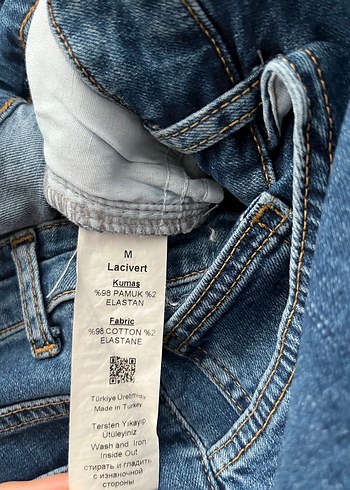 M
Lacivert
Kumaş
%98 PAMUK %2
ELASTAN
Fabric
%98 COTTON %2
ELASTANE
Türkiye Üretimidir
Made in Turkey
Tersten Yıkayıp
Ütüleyiniz
Wash and Iron
Inside Out
стирать и гладить
с изнаночной
стороны